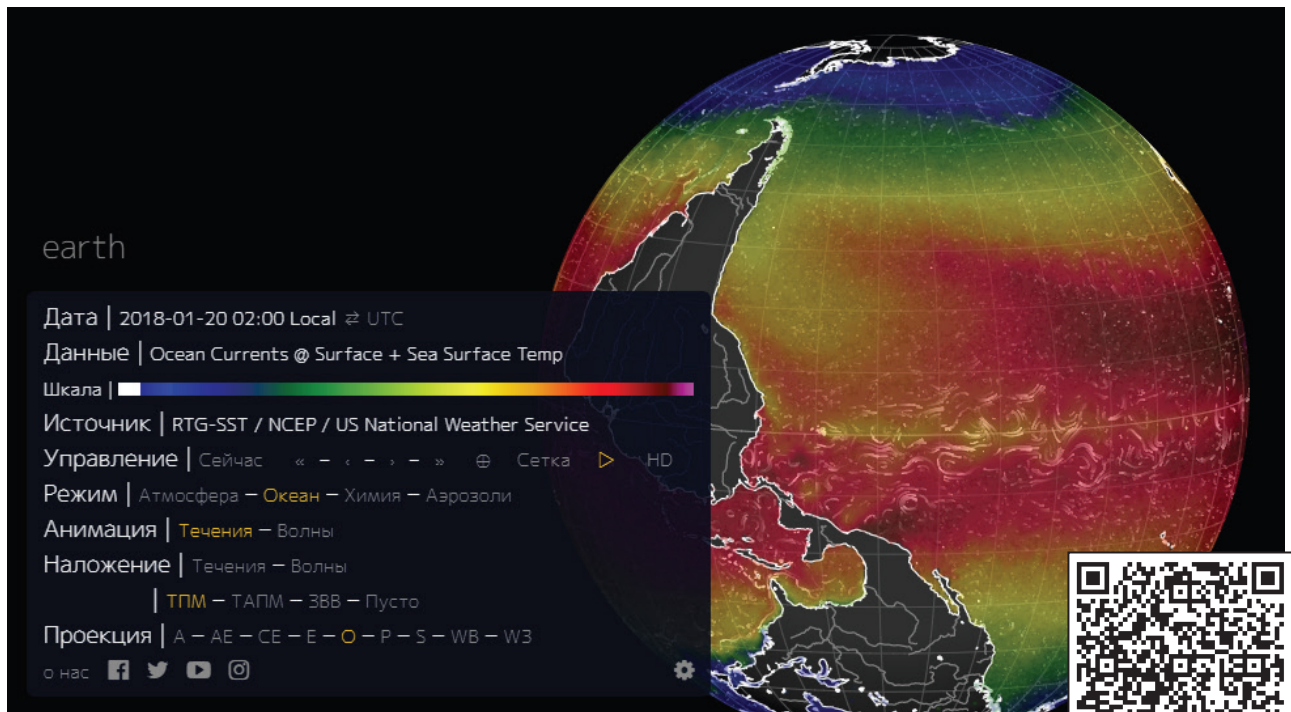 earth
Дата | 2018-01-20 02:00 Local ⇄ UTC
Данные | Ocean Currents @ Surface + Sea Surface Temp
Шкала |
Источник | RTG-SST / NCEP / US National Weather Service
Управление | Сейчас « – ‹ – › – » ⊕ Сетка ▷ HD
Режим | Атмосфера – Океан – Химия – Аэрозоли
Анимация | Течения – Волны
Наложение | Течения – Волны
| ТПМ – ТАПМ – ЗВВ – Пусто
Проекция | A – AE – CE – E – O – P – S – WB – W3
о нас